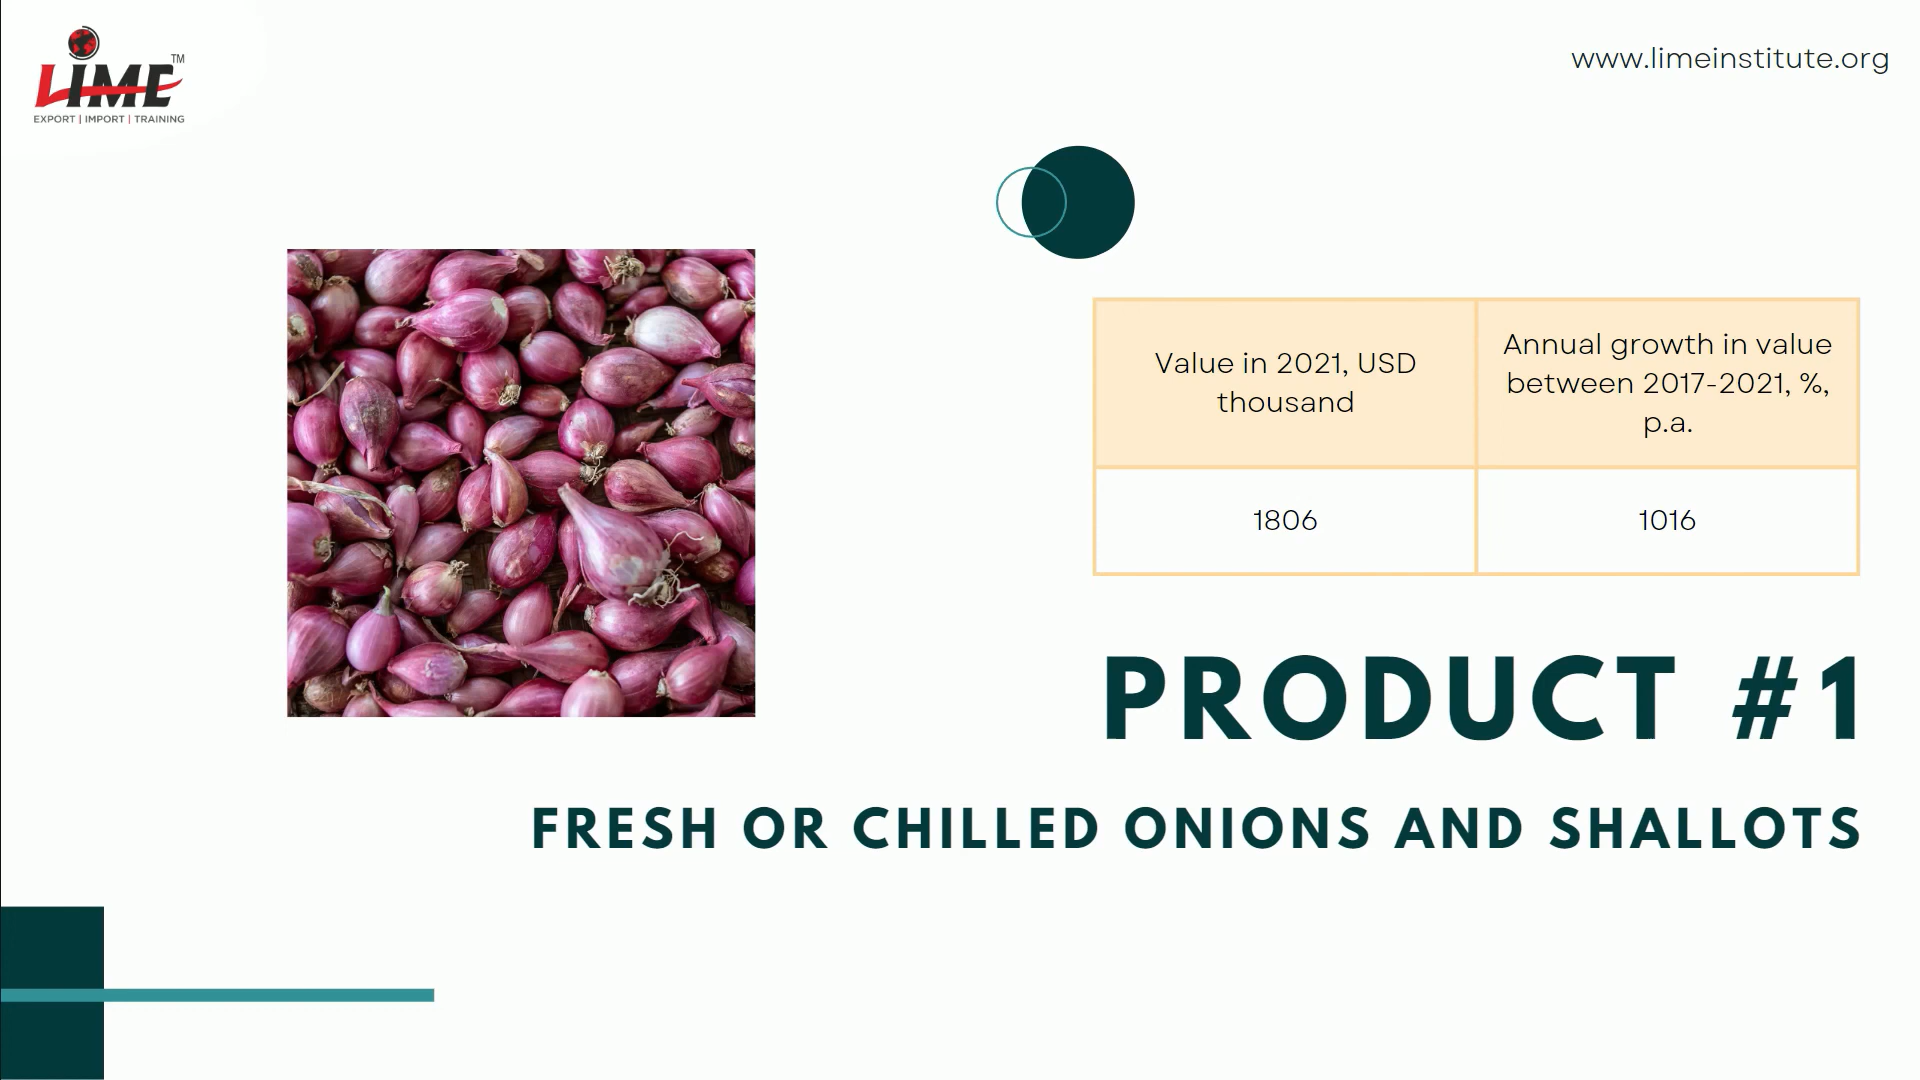 LIME™
EXPORT | IMPORT | TRAINING
www.limeinstitute.org
Value in 2021, USD
thousand
Annual growth in value
between 2017-2021, %,
p.a.
1806
1016
PRODUCT #1
FRESH OR CHILLED ONIONS AND SHALLOTS